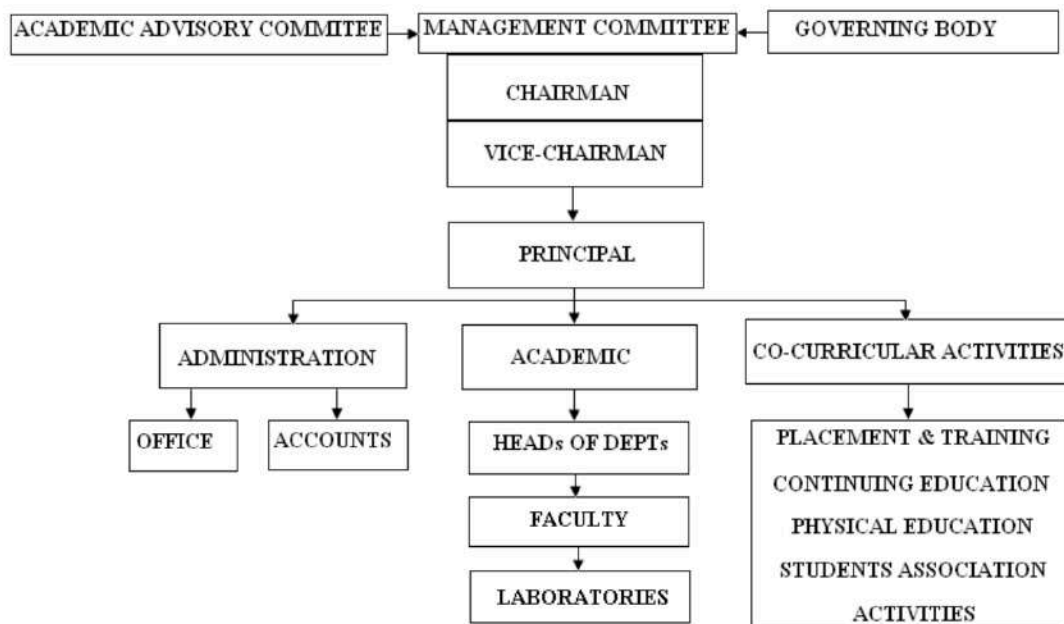 ACADEMIC ADVISORY COMMITEE
MANAGEMENT COMMITTEE
GOVERNING BODY
CHAIRMAN
VICE-CHAIRMAN
PRINCIPAL
ADMINISTRATION
ACADEMIC
CO-CURRICULAR ACTIVITIES
OFFICE
ACCOUNTS
HEADs OF DEPTs
FACULTY
LABORATORIES
PLACEMENT & TRAINING
CONTINUING EDUCATION
PHYSICAL EDUCATION
STUDENTS ASSOCIATION
ACTIVITIES